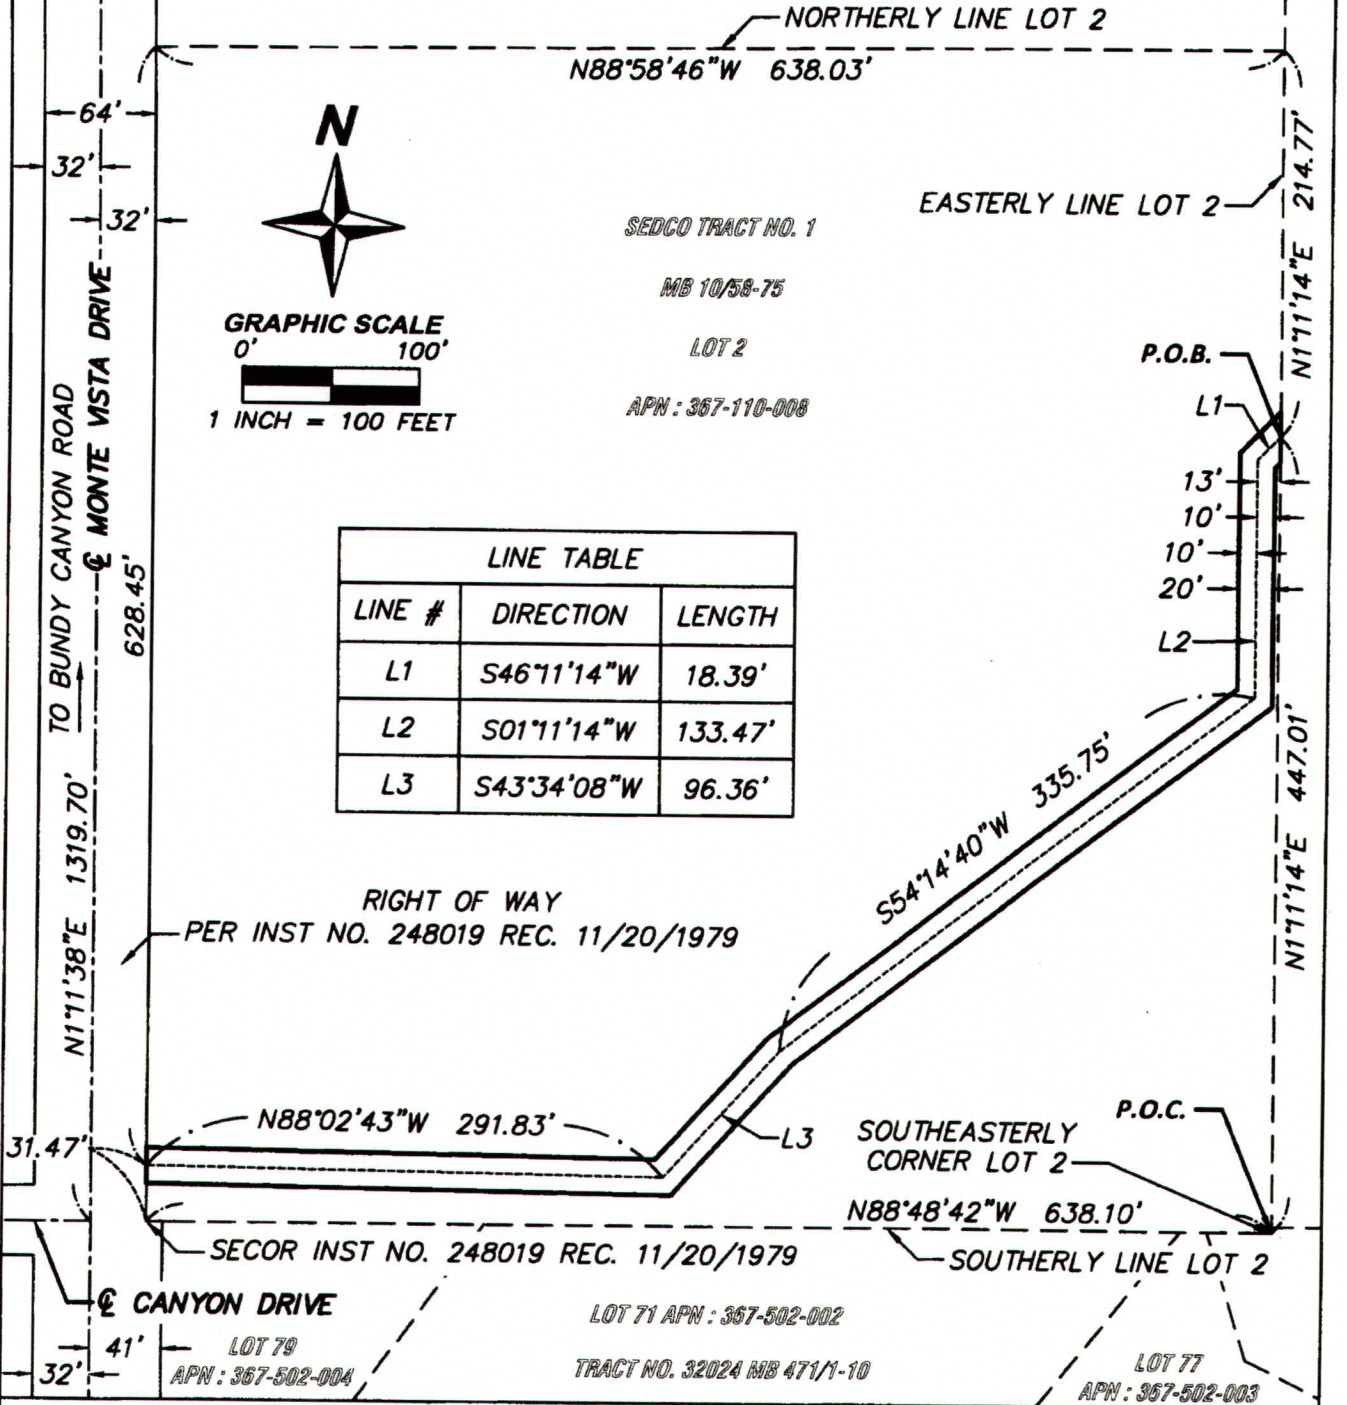 NORTHERLY LINE LOT 2
N88°58'46"W 638.03'
64'
32'
32'
N
GRAPHIC SCALE
0' 100'
1 INCH = 100 FEET
SEDCO TRACT NO. 1
MB 10/58-75
LOT 2
APN : 367-110-008
EASTERLY LINE LOT 2
N1°11'14"E 214.77'
P.O.B.
L1
13'
10'
10'
20'
L2
TO BUNDY CANYON ROAD
℄ MONTE VISTA DRIVE
628.45'
N1°11'38"E 1319.70'
LINE TABLE
LINE # DIRECTION LENGTH
L1 S46°11'14"W 18.39'
L2 S01°11'14"W 133.47'
L3 S43°34'08"W 96.36'
S54°14'40"W 335.75'
N1°11'14"E 447.01'
RIGHT OF WAY
PER INST NO. 248019 REC. 11/20/1979
N88°02'43"W 291.83'
31.47'
L3
P.O.C.
SOUTHEASTERLY
CORNER LOT 2
N88°48'42"W 638.10'
SECOR INST NO. 248019 REC. 11/20/1979
SOUTHERLY LINE LOT 2
℄ CANYON DRIVE
41'
32'
LOT 79
APN : 367-502-004
LOT 71 APN : 367-502-002
TRACT NO. 32024 MB 471/1-10
LOT 77
APN : 367-502-003